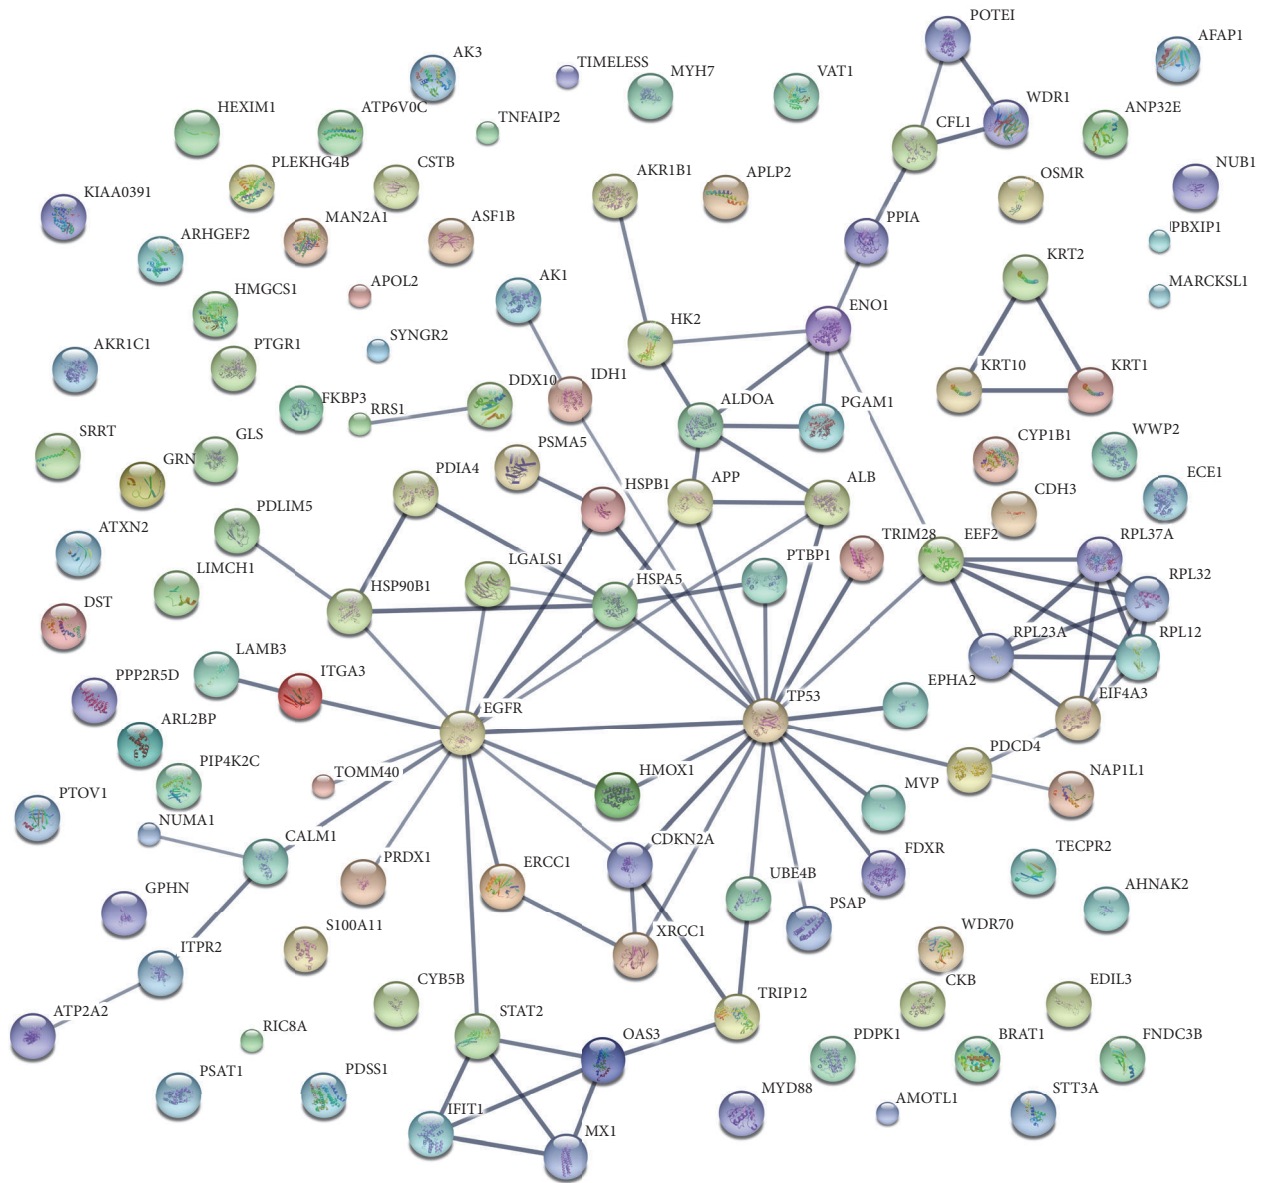 POTEI
AFAP1
AK3
TIMELESS
MYH7
VAT1
WDR1
HEXIM1
ATP6V0C
TNFAIP2
CFL1
ANP32E
PLEKHG4B
CSTB
AKR1B1
APLP2
OSMR
NUB1
KIAA0391
MAN2A1
ASF1B
PPIA
PBXIP1
ARHGEF2
AK1
KRT2
APOL2
MARCKSL1
HMGCS1
HK2
ENO1
SYNGR2
AKR1C1
PTGR1
IDH1
KRT10
KRT1
DDX10
FKBP3
ALDOA
PGAM1
RRS1
SRRT
GLS
CYP1B1
WWP2
PSMA5
GRN
PDIA4
HSPB1
APP
ALB
ECE1
CDH3
PDLIM5
ATXN2
TRIM28
EEF2
RPL37A
LGALS1
PTBP1
LIMCH1
HSP90B1
HSPA5
RPL32
DST
RPL23A
RPL12
LAMB3
ITGA3
PPP2R5D
EPHA2
EIF4A3
EGFR
TP53
ARL2BP
PDCD4
PIP4K2C
TOMM40
HMOX1
MVP
NAP1L1
PTOV1
NUMA1
CALM1
CDKN2A
PRDX1
ERCC1
FDXR
TECPR2
UBE4B
GPHN
PSAP
AHNAK2
S100A11
XRCC1
WDR70
ITPR2
CYB5B
CKB
EDIL3
TRIP12
ATP2A2
STAT2
RIC8A
OAS3
PDPK1
BRAT1
FNDC3B
PSAT1
PDSS1
MYD88
AMOTL1
STT3A
IFIT1
MX1